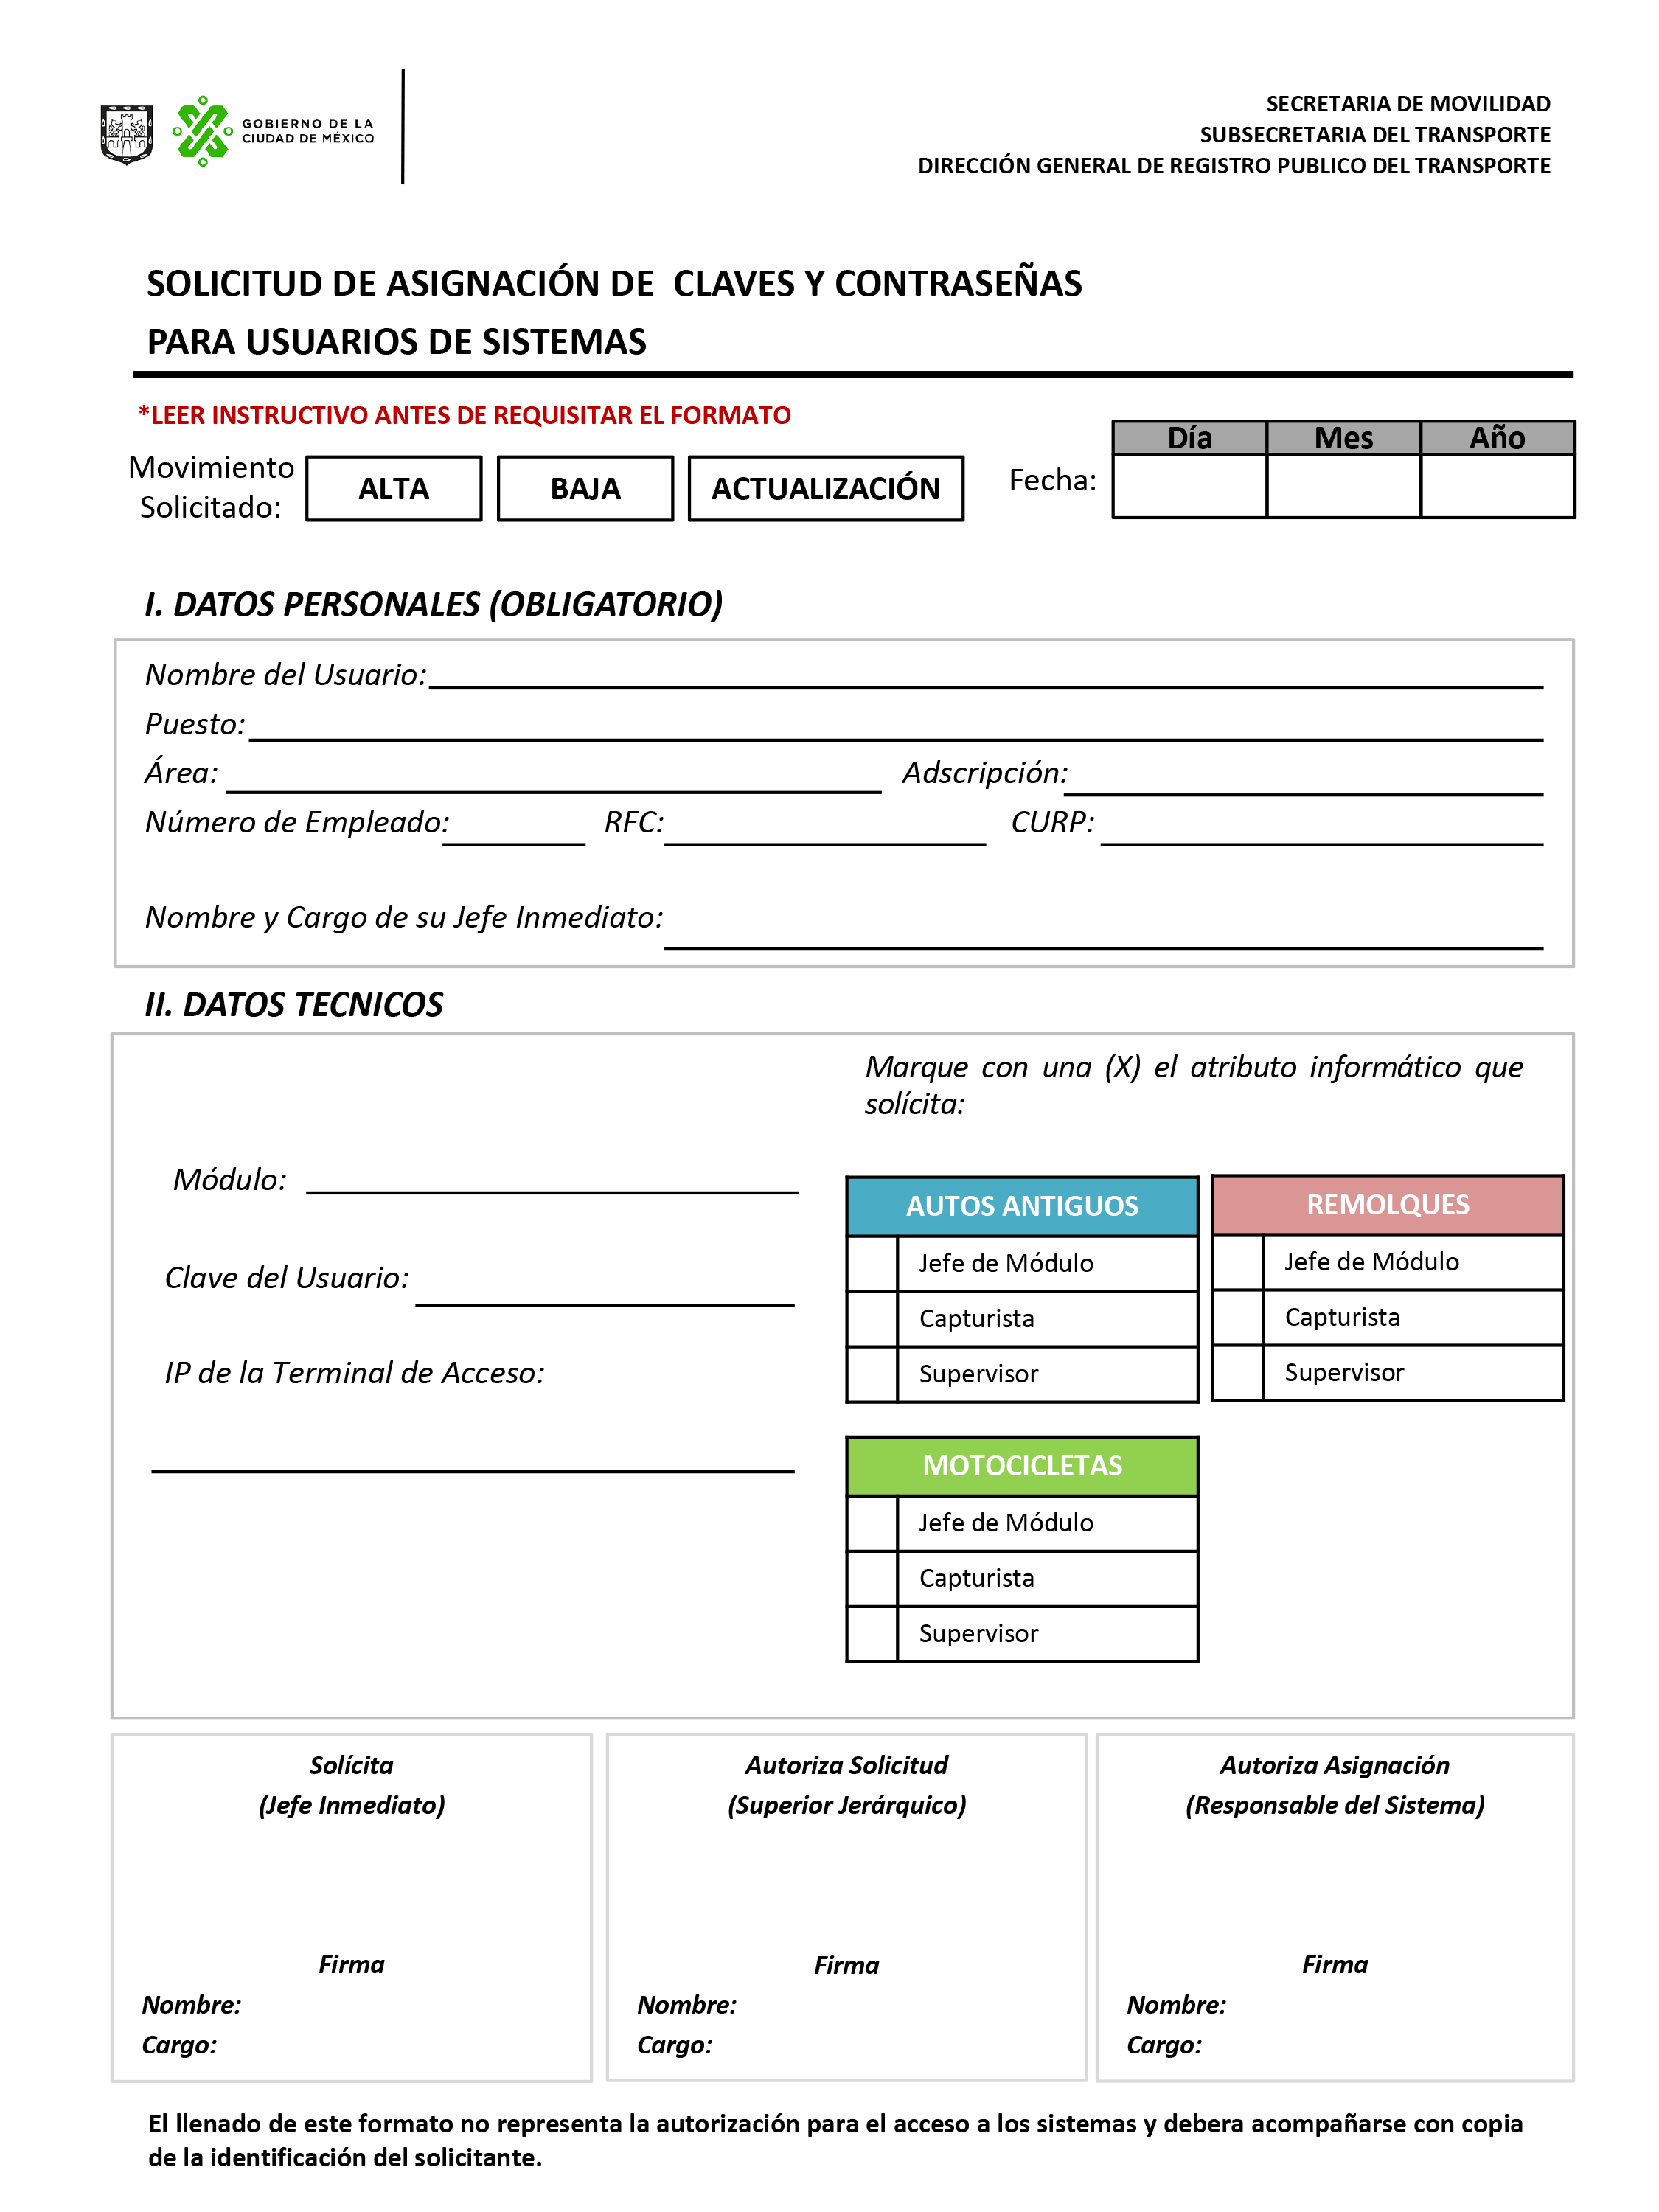 GOBIERNO DE LA
CIUDAD DE MÉXICO
SECRETARIA DE MOVILIDAD
SUBSECRETARIA DEL TRANSPORTE
DIRECCIÓN GENERAL DE REGISTRO PUBLICO DEL TRANSPORTE
SOLICITUD DE ASIGNACIÓN DE CLAVES Y CONTRASEÑAS
PARA USUARIOS DE SISTEMAS
*LEER INSTRUCTIVO ANTES DE REQUISITAR EL FORMATO
Movimiento
Solicitado:
ALTA
BAJA
ACTUALIZACIÓN
Fecha:
Día Mes Año
I. DATOS PERSONALES (OBLIGATORIO)
Nombre del Usuario:
Puesto:
Área: Adscripción:
Número de Empleado: RFC: CURP:
Nombre y Cargo de su Jefe Inmediato:
II. DATOS TECNICOS
Marque con una (X) el atributo informático que
solícita:
Módulo:
Clave del Usuario:
IP de la Terminal de Acceso:
AUTOS ANTIGUOS
Jefe de Módulo
Capturista
Supervisor
REMOLQUES
Jefe de Módulo
Capturista
Supervisor
MOTOCICLETAS
Jefe de Módulo
Capturista
Supervisor
Solícita
(Jefe Inmediato)
Firma
Nombre:
Cargo:
Autoriza Solicitud
(Superior Jerárquico)
Firma
Nombre:
Cargo:
Autoriza Asignación
(Responsable del Sistema)
Firma
Nombre:
Cargo:
El llenado de este formato no representa la autorización para el acceso a los sistemas y debera acompañarse con copia
de la identificación del solicitante.